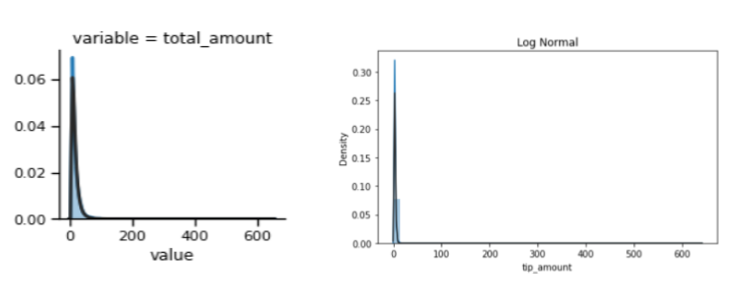 variable = total_amount
0.06
0.04
0.02
0.00
0 200 400 600
value
Log Normal
0.30
0.25
0.20
0.15
0.10
0.05
0.00
Density
0 100 200 300 400 500 600
tip_amount